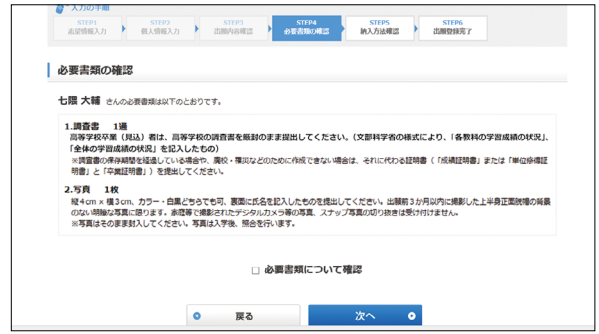 入力の手順
STEP1
志望情報入力
STEP2
個人情報入力
STEP3
出願内容確認
STEP4
必要書類の確認
STEP5
納入方法確認
STEP6
出願登録完了
必要書類の確認
七隈 大輔 さんの必要書類は以下のとおりです。
1.調査書 1通
高等学校卒業（見込）者は、高等学校の調査書を厳封のまま提出してください。（文部科学省の様式により、「各教科の学習成績の状況」、
「全体の学習成績の状況」を記入したもの）
※調査書の保存期間を経過している場合や、廃校・罹災などのために作成できない場合は、それに代わる証明書（「成績証明書」または「単位修得証
明書」と「卒業証明書」）を提出してください。
2.写真 1枚
縦4cm × 横3cm、カラー・白黒どちらでも可、裏面に氏名を記入したものを提出してください。出願前3か月以内に撮影した上半身正面脱帽の背景
のない明瞭な写真に限ります。家庭等で撮影されたデジタルカメラ等の写真、スナップ写真の切り抜きは受け付けません。
※写真はそのまま封入してください。写真は入学後、照合を行います。
□ 必要書類について確認
戻る
次へ